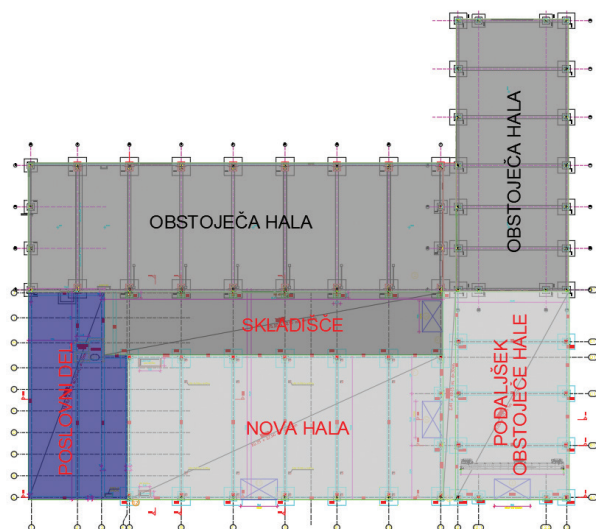 OBSTOJEČA HALA
OBSTOJEČA HALA
SKLADIŠČE
POSLOVNI DEL
NOVA HALA
PODALJŠEK
OBSTOJEČE HALE